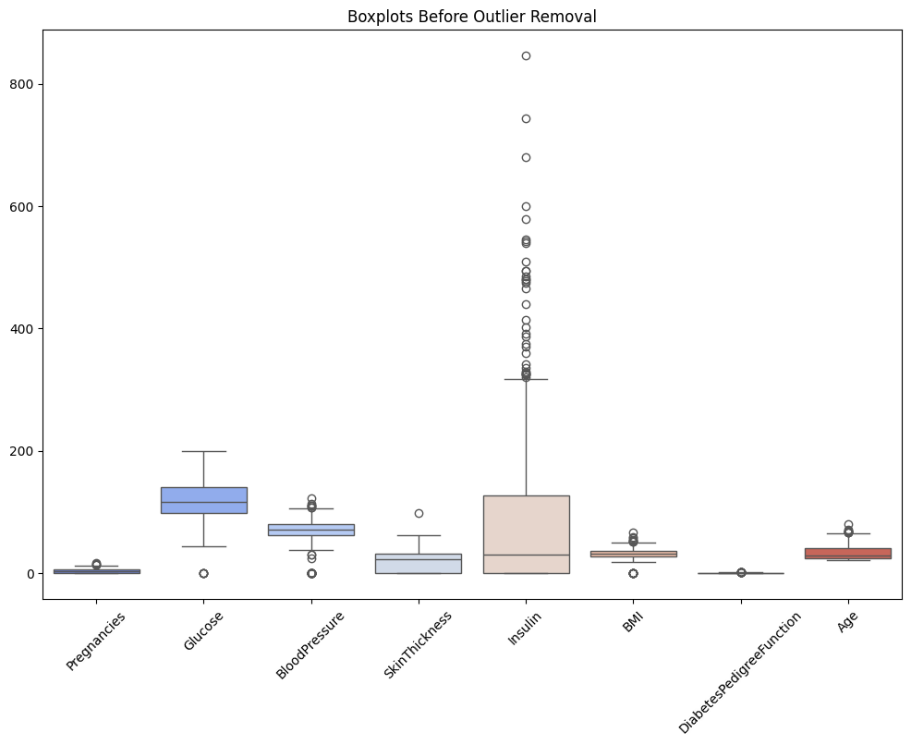 Boxplots Before Outlier Removal
800
600
400
200
0
Pregnancies
Glucose
BloodPressure
SkinThickness
Insulin
BMI
DiabetesPedigreeFunction
Age